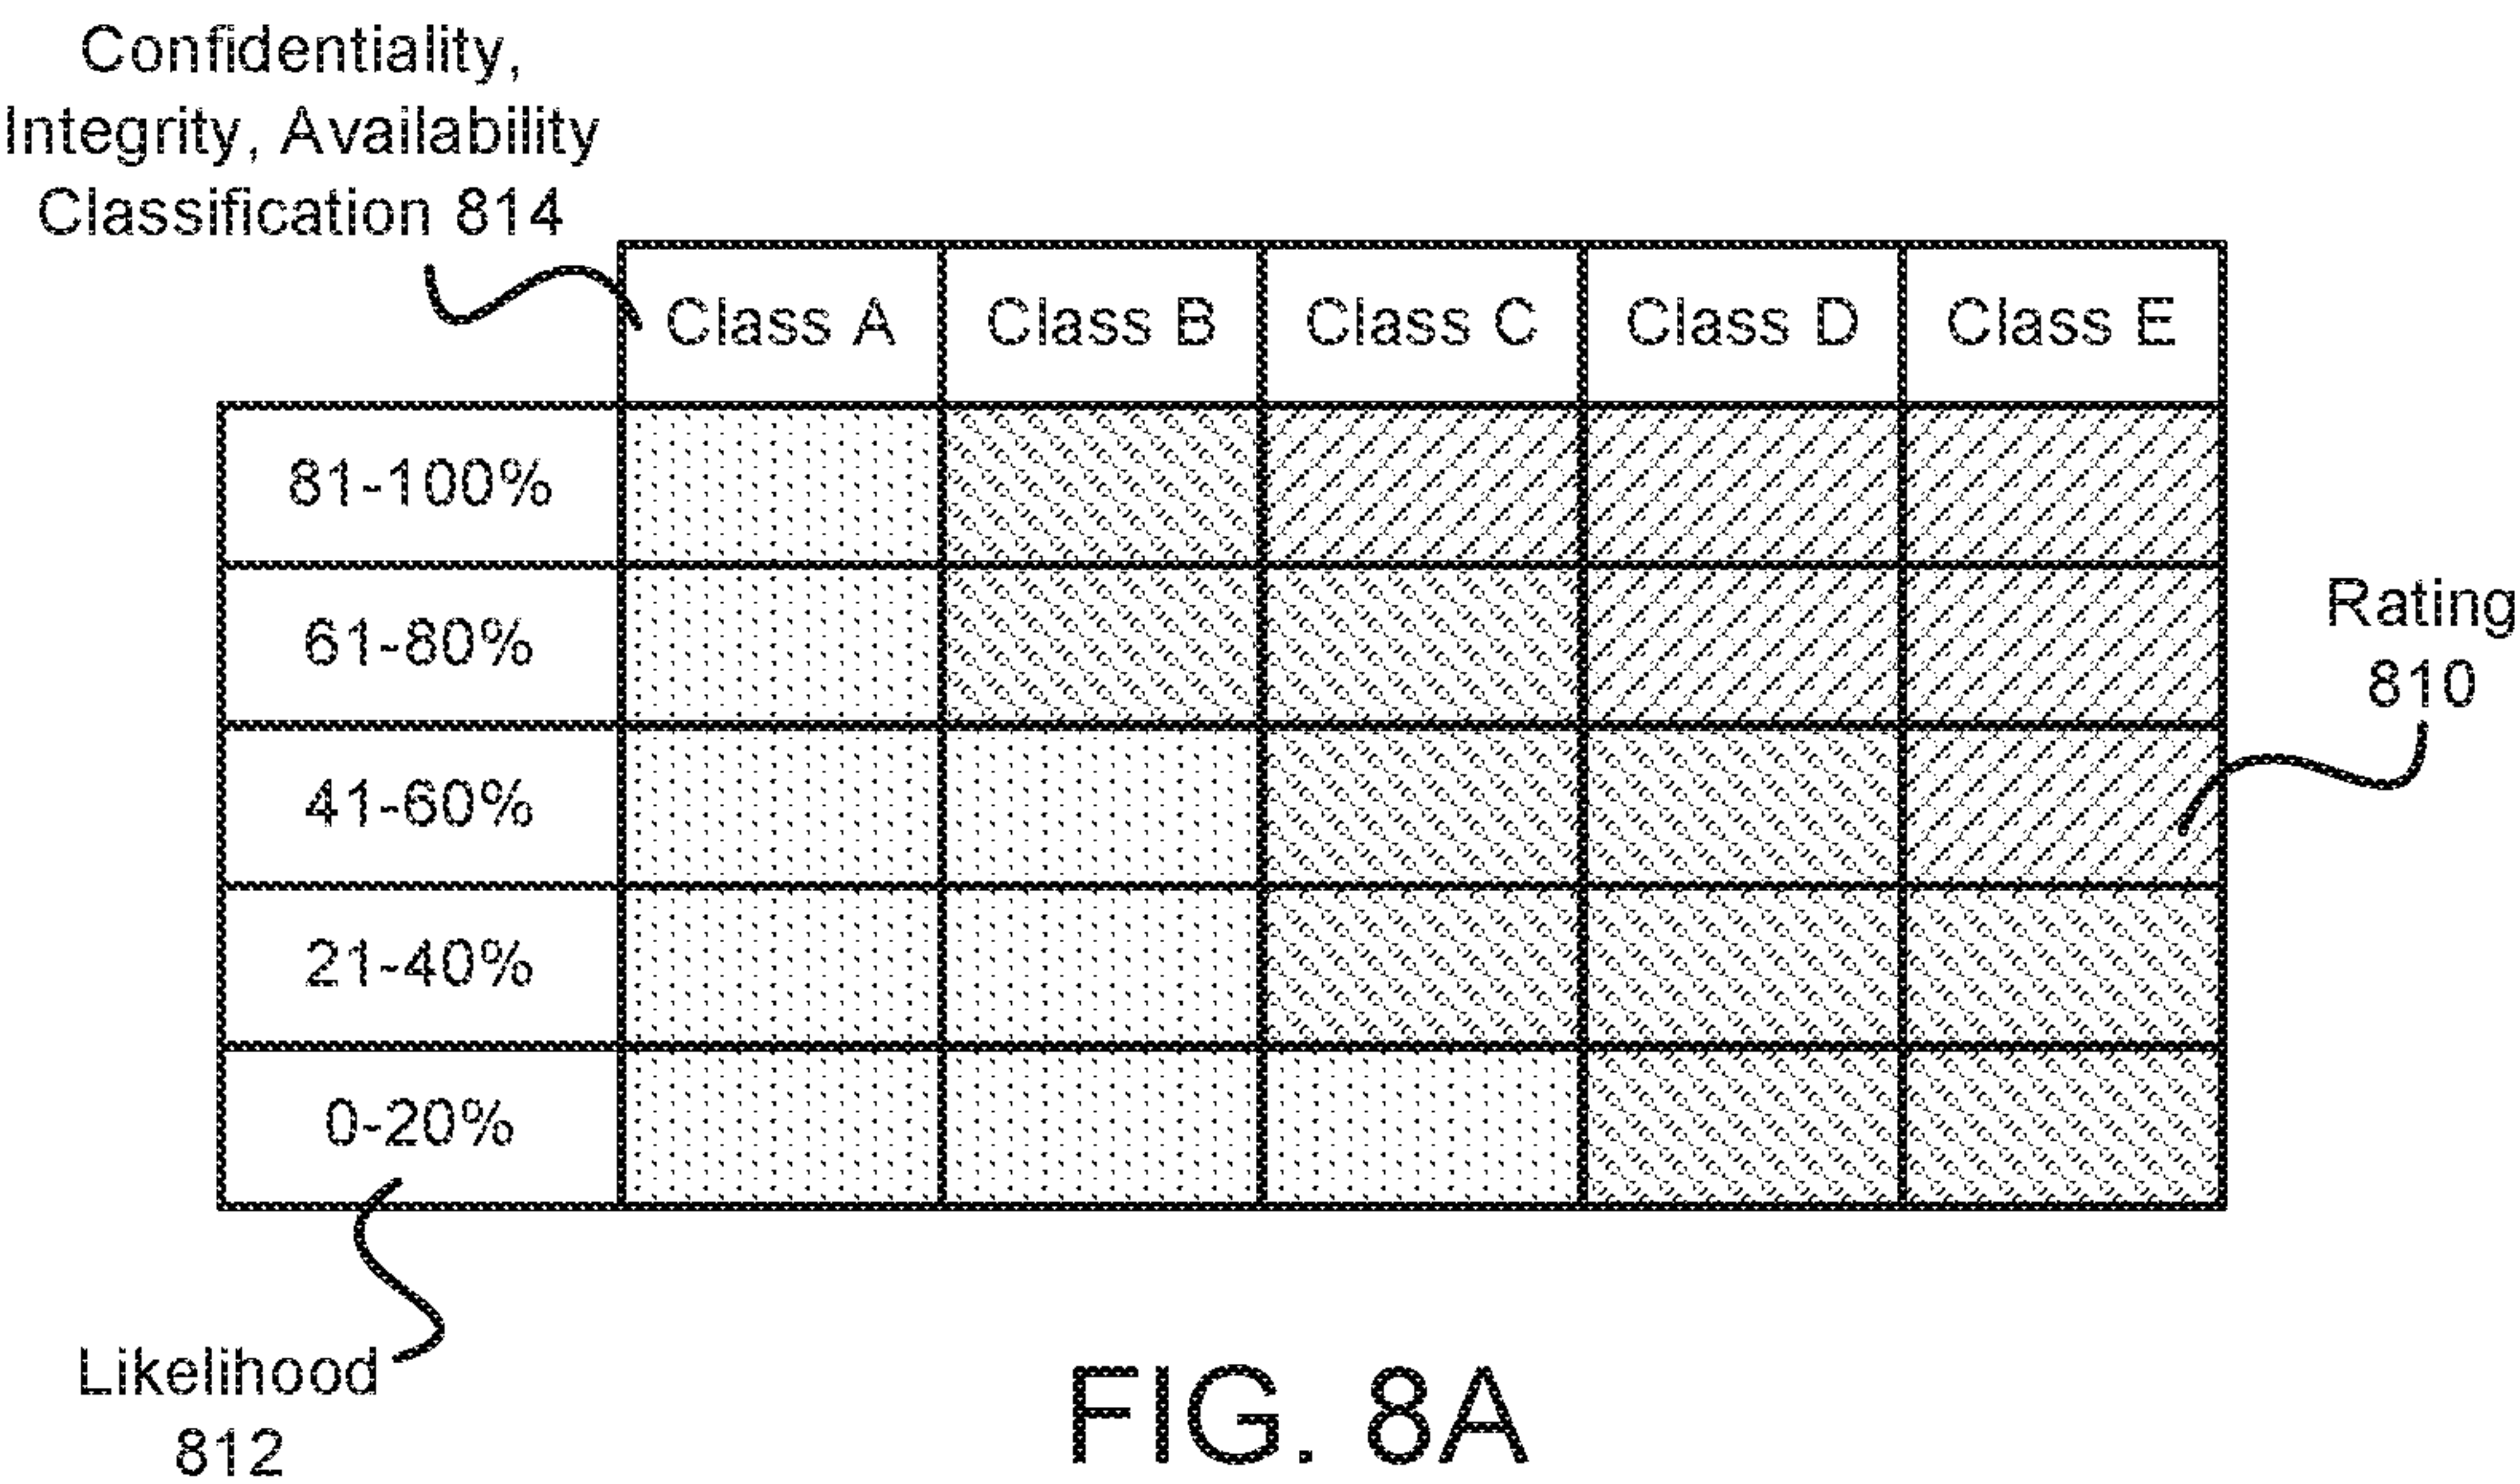 Confidentiality,
Integrity, Availability
Classification 814
Class A Class B Class C Class D Class E
81-100%
61-80%
Rating
810
41-60%
21-40%
0-20%
Likelihood
812
FIG. 8A